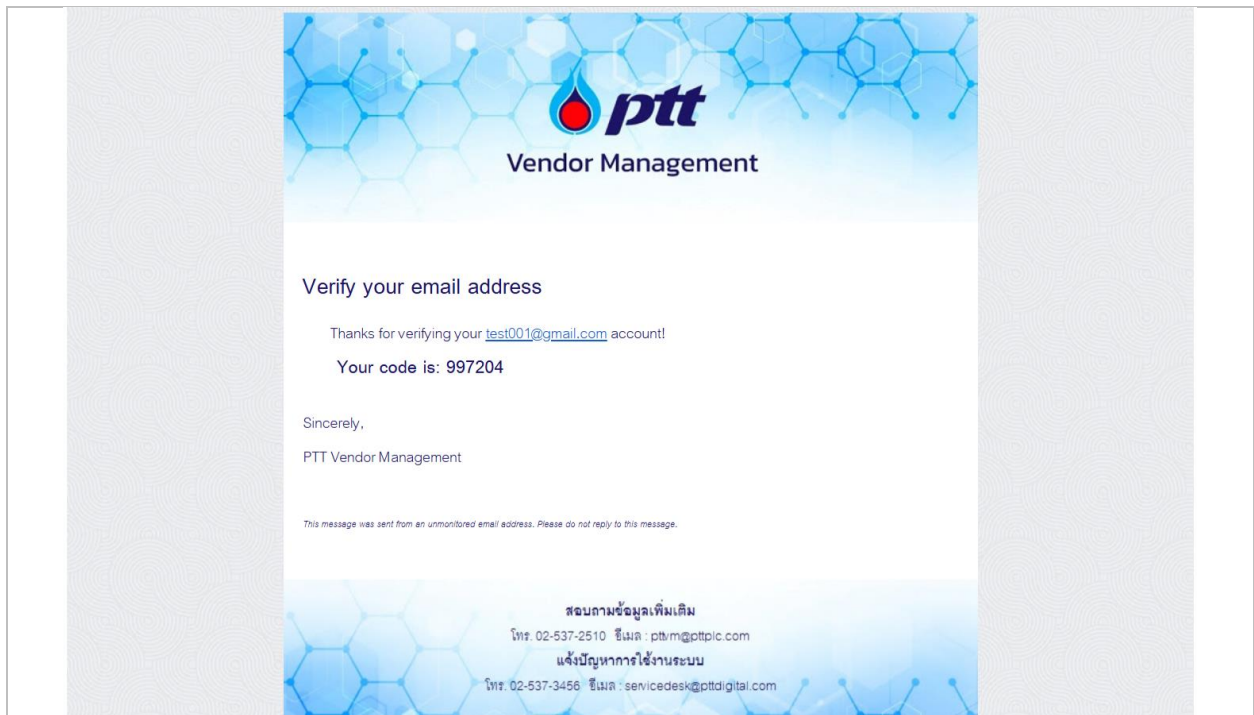 ptt
Vendor Management
Verify your email address
Thanks for verifying your test001@gmail.com account!
Your code is: 997204
Sincerely,
PTT Vendor Management
This message was sent from an unmonitored email address. Please do not reply to this message.
สอบถามข้อมูลเพิ่มเติม
โทร. 02-537-2510 อีเมล : pttvm@pttplc.com
แจ้งปัญหาการใช้งานระบบ
โทร. 02-537-3456 อีเมล : servicedesk@pttdigital.com